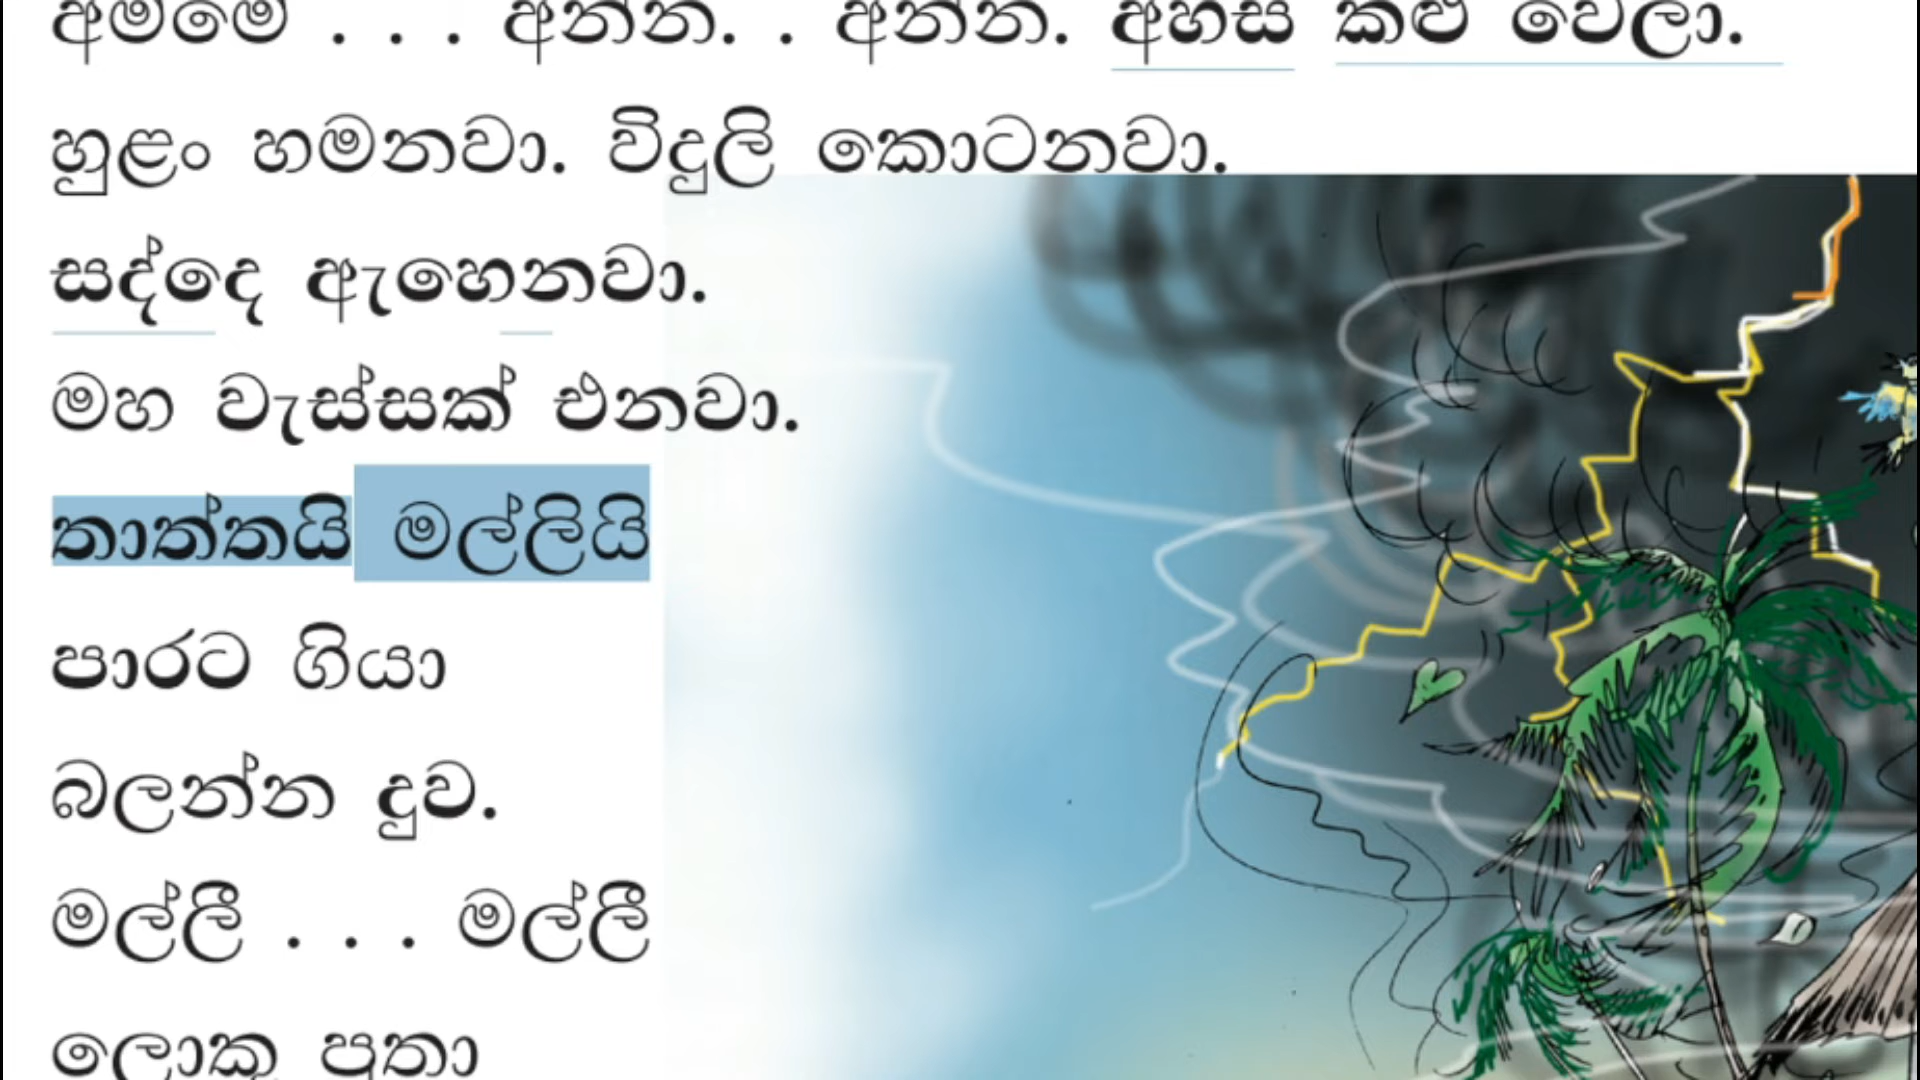 අම්මේ . . . අන්න. . අන්න. අහස කළු වෙලා.
හුළං හමනවා. විදුලි කොටනවා.
සද්දෙ ඇහෙනවා.
මහ වැස්සක් එනවා.
තාත්තයි මල්ලියි
පාරට ගියා
බලන්න දුව.
මල්ලී . . . මල්ලී
ලොකු පුතා